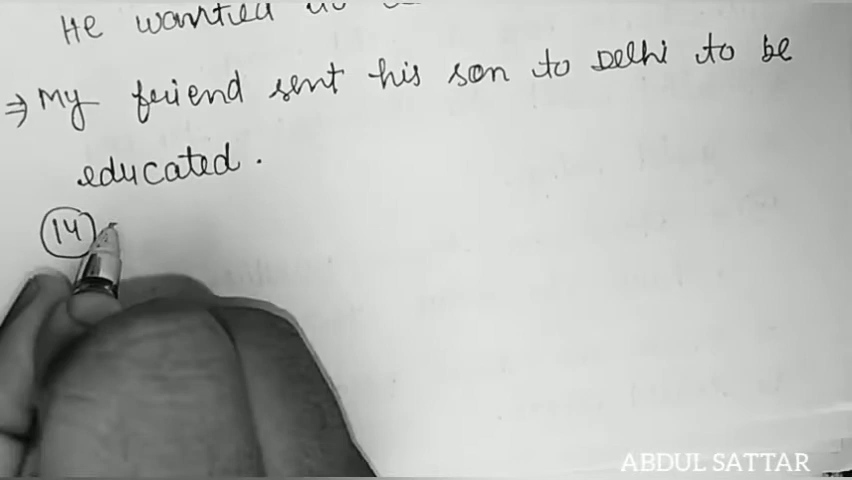 He wanted
⇒ My friend sent his son to Delhi to be
educated.
14
ABDUL SATTAR